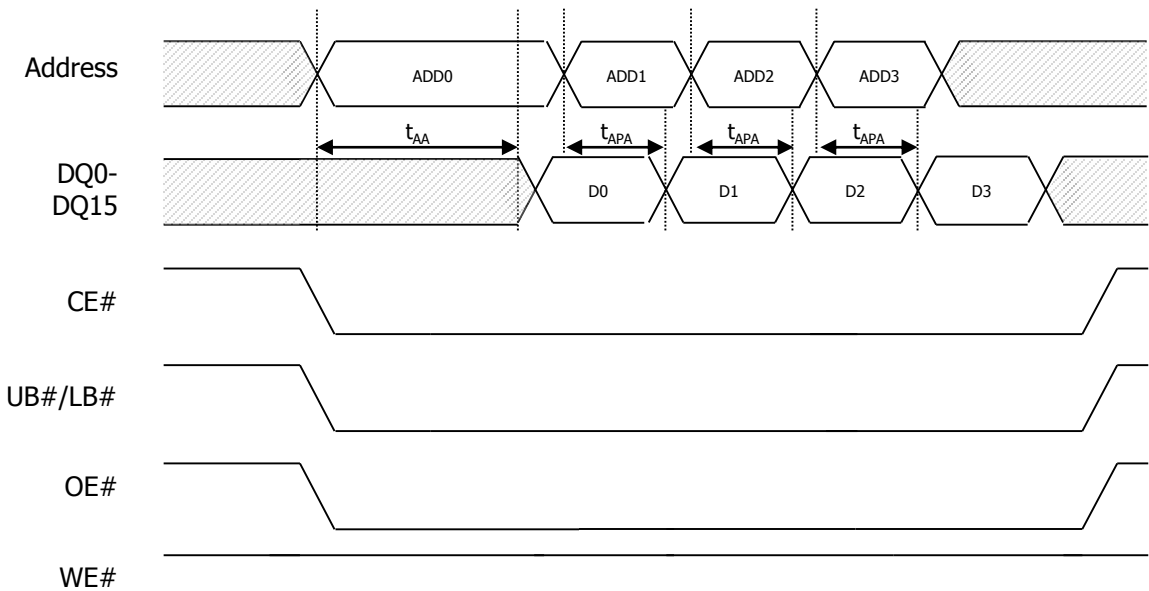 Address
ADD0 ADD1 ADD2 ADD3
tAA tAPA tAPA tAPA
DQ0-
DQ15
D0 D1 D2 D3
CE#
UB#/LB#
OE#
WE#